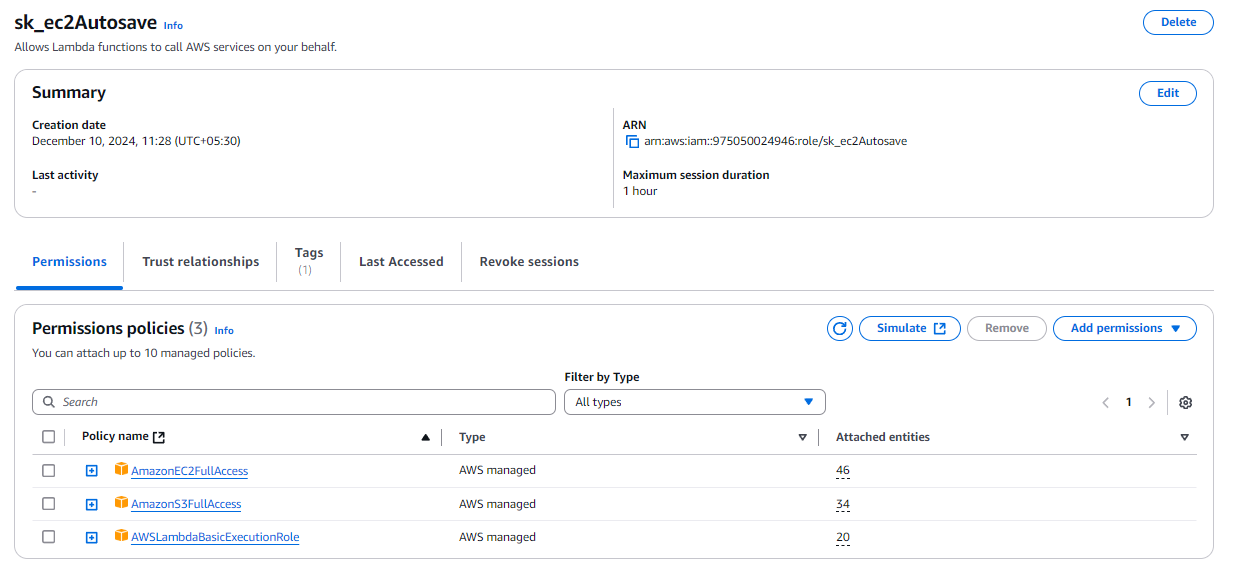 sk_ec2Autosave Info
Delete
Allows Lambda functions to call AWS services on your behalf.
Summary
Edit
Creation date
December 10, 2024, 11:28 (UTC+05:30)
ARN
arn:aws:iam::975050024946:role/sk_ec2Autosave
Last activity
-
Maximum session duration
1 hour
Permissions
Trust relationships
Tags
(1)
Last Accessed
Revoke sessions
Permissions policies (3) Info
Simulate
Remove
Add permissions
You can attach up to 10 managed policies.
Filter by Type
Search
All types
1
Policy name
Type
Attached entities
AmazonEC2FullAccess AWS managed 46
AmazonS3FullAccess AWS managed 34
AWSLambdaBasicExecutionRole AWS managed 20